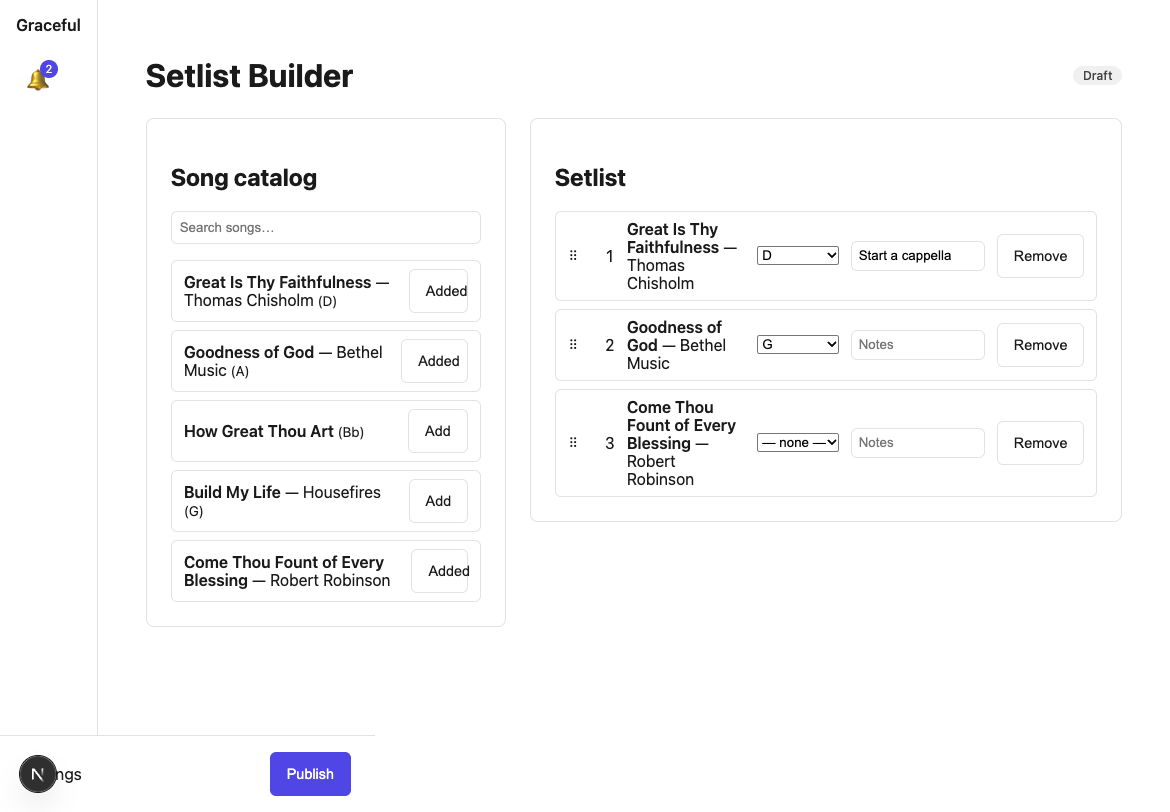 Graceful
2
Setlist Builder
Draft
Song catalog
Search songs…
Great Is Thy Faithfulness —
Thomas Chisholm (D)
Added
Goodness of God — Bethel
Music (A)
Added
How Great Thou Art (Bb)
Add
Build My Life — Housefires
(G)
Add
Come Thou Fount of Every
Blessing — Robert Robinson
Added
Setlist
⠿ 1
Great Is Thy
Faithfulness —
Thomas
Chisholm
D
Start a cappella
Remove
⠿ 2
Goodness of
God — Bethel
Music
G
Notes
Remove
⠿ 3
Come Thou
Fount of Every
Blessing —
Robert
Robinson
— none —
Notes
Remove
N
ngs
Publish